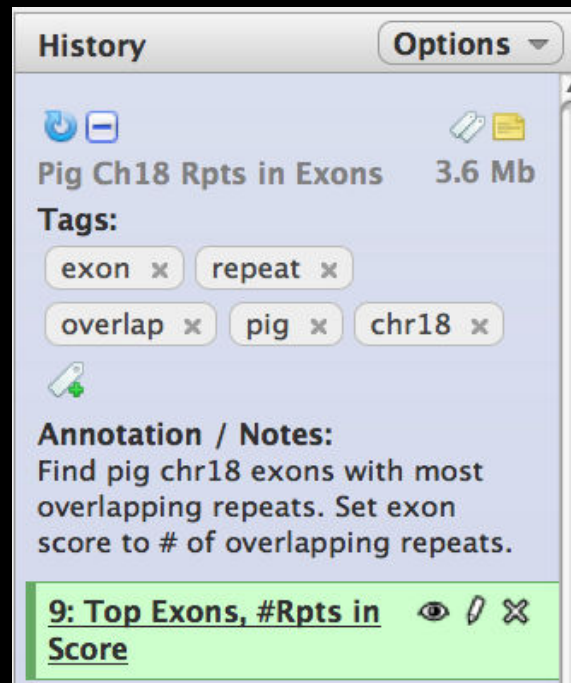 History
Options
Pig Ch18 Rpts in Exons 3.6 Mb
Tags:
exon x repeat x
overlap x pig x chr18 x
Annotation / Notes:
Find pig chr18 exons with most
overlapping repeats. Set exon
score to # of overlapping repeats.
9: Top Exons, #Rpts in
Score